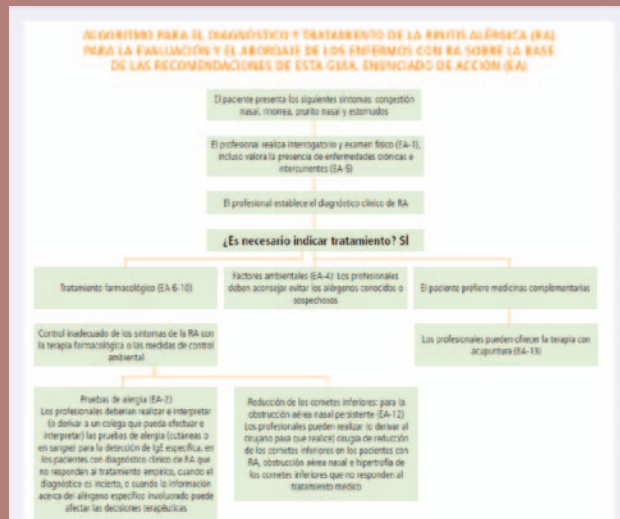 ALGORITMO PARA EL DIAGNÓSTICO Y TRATAMIENTO DE LA RINITIS ALÉRGICA (RA)
PARA LA EVALUACIÓN Y EL ABORDAJE DE LOS ENFERMOS CON RA SOBRE LA BASE
DE LAS RECOMENDACIONES DE ESTA GUÍA. ENUNCIADO DE ACCIÓN (EA)
El paciente presenta los siguientes síntomas: congestión
nasal, rinorrea, prurito nasal y estornudos
El profesional realiza interrogatorio y examen físico (EA-1),
incluso valora la presencia de enfermedades crónicas e
intercurrentes (EA-5)
El profesional establece el diagnóstico clínico de RA
¿Es necesario indicar tratamiento? SÍ
Tratamiento farmacológico (EA 6-10)
Factores ambientales (EA-4): Los profesionales
deben aconsejar evitar los alérgenos conocidos o
sospechosos
El paciente prefiere medicinas complementarias
Control inadecuado de los síntomas de la RA con
la terapia farmacológica o las medidas de control
ambiental
Los profesionales pueden ofrecer la terapia con
acupuntura (EA-13)
Pruebas de alergia (EA-2)
Los profesionales deberían realizar e interpretar
(o derivar a un colega que pueda efectuar e
interpretar) las pruebas de alergia (cutáneas o
en sangre) para la detección de IgE específica, en
los pacientes con diagnóstico clínico de RA que
no responden al tratamiento empírico, cuando el
diagnóstico es incierto, o cuando la información
acerca del alérgeno específico involucrado puede
afectar las decisiones terapéuticas
Reducción de los cornetes inferiores: para la
obstrucción aérea nasal persistente (EA-12)
Los profesionales pueden realizar (o derivar al
cirujano para que realice) cirugía de reducción
de los cornetes inferiores en los pacientes con
RA, obstrucción aérea nasal e hipertrofia de
los cornetes inferiores que no responden al
tratamiento médico